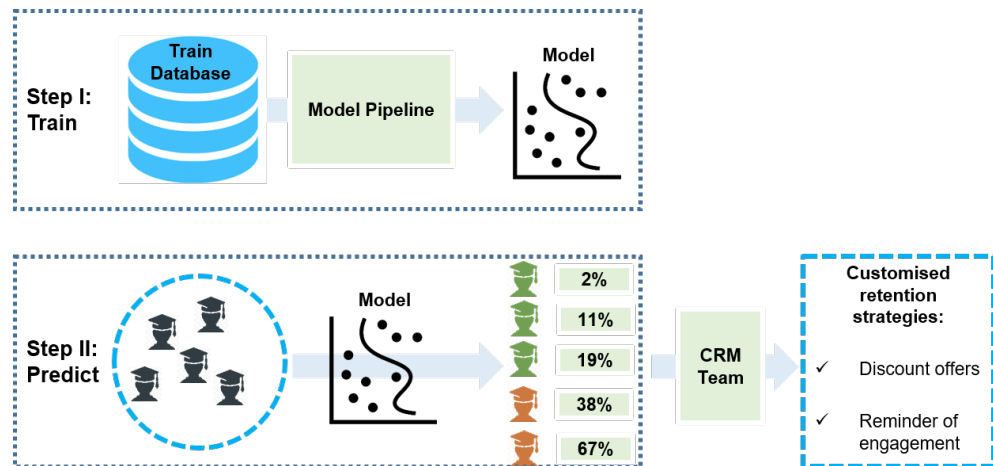 Step I:
Train
Train
Database
Model Pipeline
Model
Step II:
Predict
Model
2%
11%
19%
38%
67%
CRM
Team
Customised
retention
strategies:
✓ Discount offers
✓ Reminder of
engagement